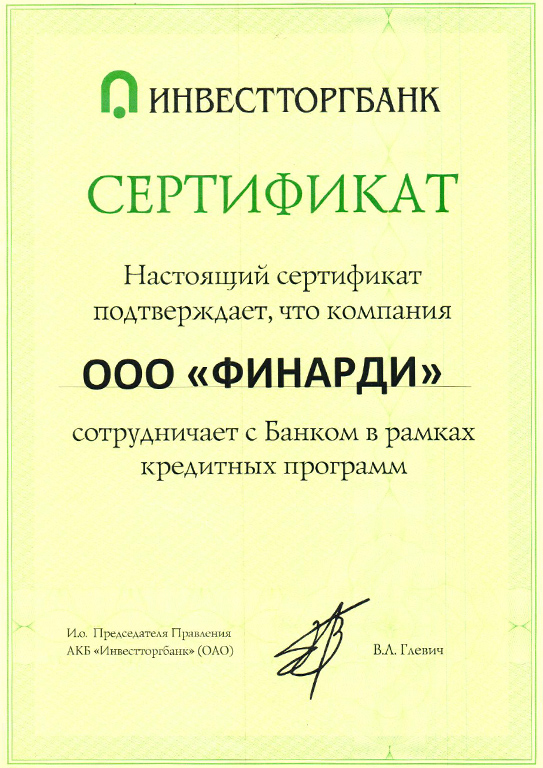 ИНВЕСТТОРГБАНК
СЕРТИФИКАТ
Настоящий сертификат
подтверждает, что компания
ООО «ФИНАРДИ»
сотрудничает с Банком в рамках
кредитных программ
И.о. Председателя Правления
АКБ «Инвестторгбанк» (ОАО)
В.А. Глевич